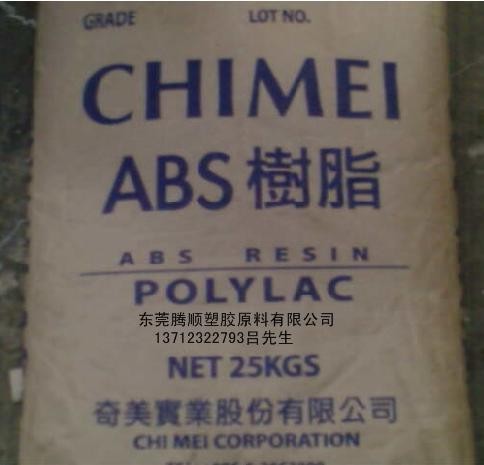 GRADE LOT NO.
CHIMEI
ABS 樹脂
ABS RESIN
POLYLAC
东莞腾顺塑胶原料有限公司
13712322793吕先生
NET 25KGS
奇美實業股份有限公司
CHI MEI CORPORATION